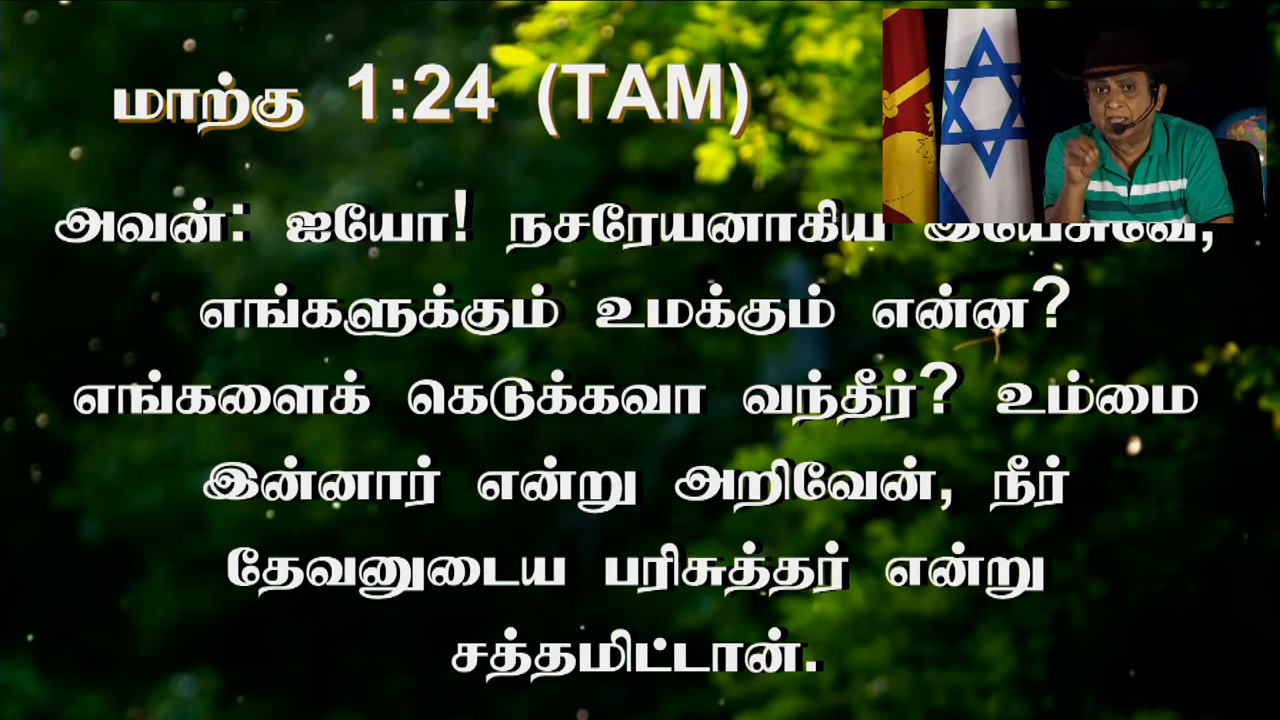 மாற்கு 1:24 (TAM)
அவன்: ஐயோ! நசரேயனாகிய இயேசுவே,
எங்களுக்கும் உமக்கும் என்ன?
எங்களைக் கெடுக்கவா வந்தீர்? உம்மை
இன்னார் என்று அறிவேன், நீர்
தேவனுடைய பரிசுத்தர் என்று
சத்தமிட்டான்.